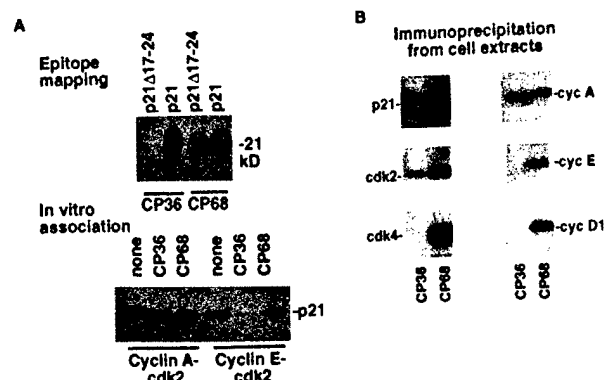 A
Epitope
mapping
p21Δ17-24
p21
p21Δ17-24
p21
-21
kD
CP36 CP68
In vitro
association
none
CP36
CP68
none
CP36
CP68
-p21
Cyclin A-
cdk2
Cyclin E-
cdk2
B
Immunoprecipitation
from cell extracts
p21-
-cyc A
cdk2-
-cyc E
cdk4-
-cyc D1
CP36
CP68
CP36
CP68